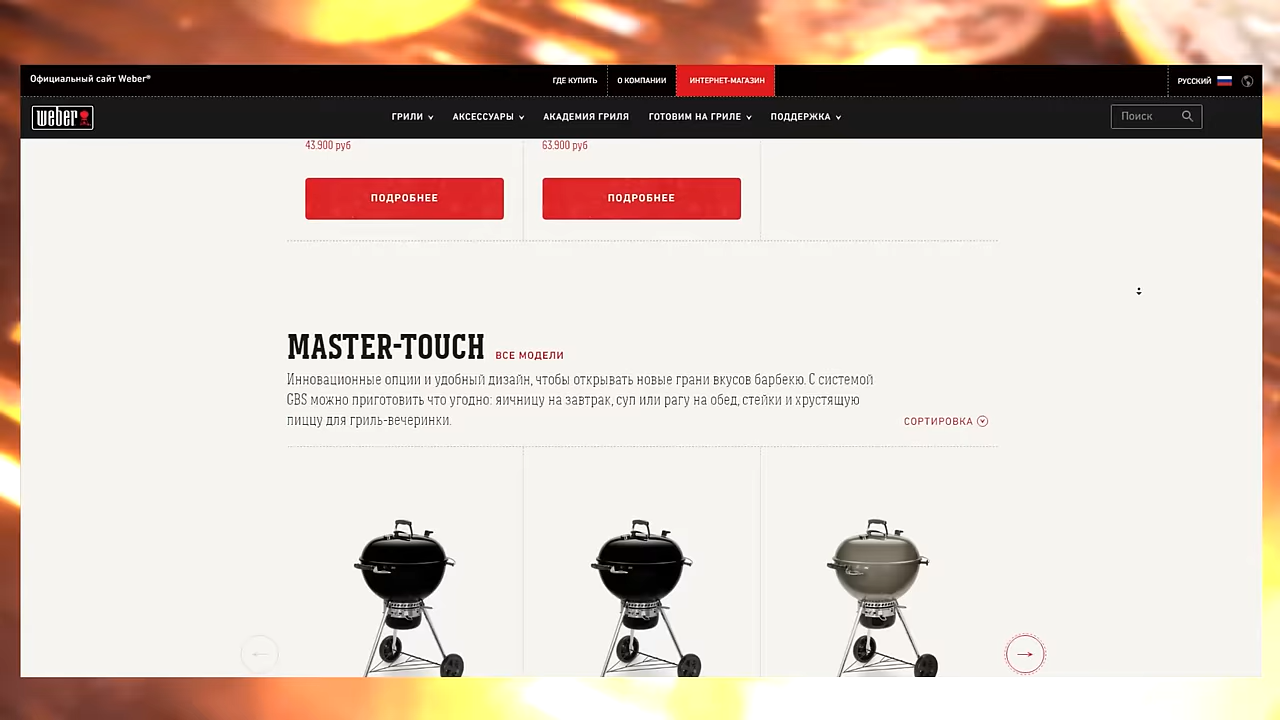 Официальный сайт Weber®
ГДЕ КУПИТЬ
О КОМПАНИИ
ИНТЕРНЕТ-МАГАЗИН
РУССКИЙ
weber
ГРИЛИ
АКСЕССУАРЫ
АКАДЕМИЯ ГРИЛЯ
ГОТОВИМ НА ГРИЛЕ
ПОДДЕРЖКА
Поиск
43.900 руб
63.900 руб
ПОДРОБНЕЕ
ПОДРОБНЕЕ
MASTER-TOUCH
ВСЕ МОДЕЛИ
Инновационные опции и удобный дизайн, чтобы открывать новые грани вкусов барбекю. С системой
GBS можно приготовить что угодно: яичницу на завтрак, суп или рагу на обед, стейки и хрустящую
пиццу для гриль-вечеринки.
СОРТИРОВКА